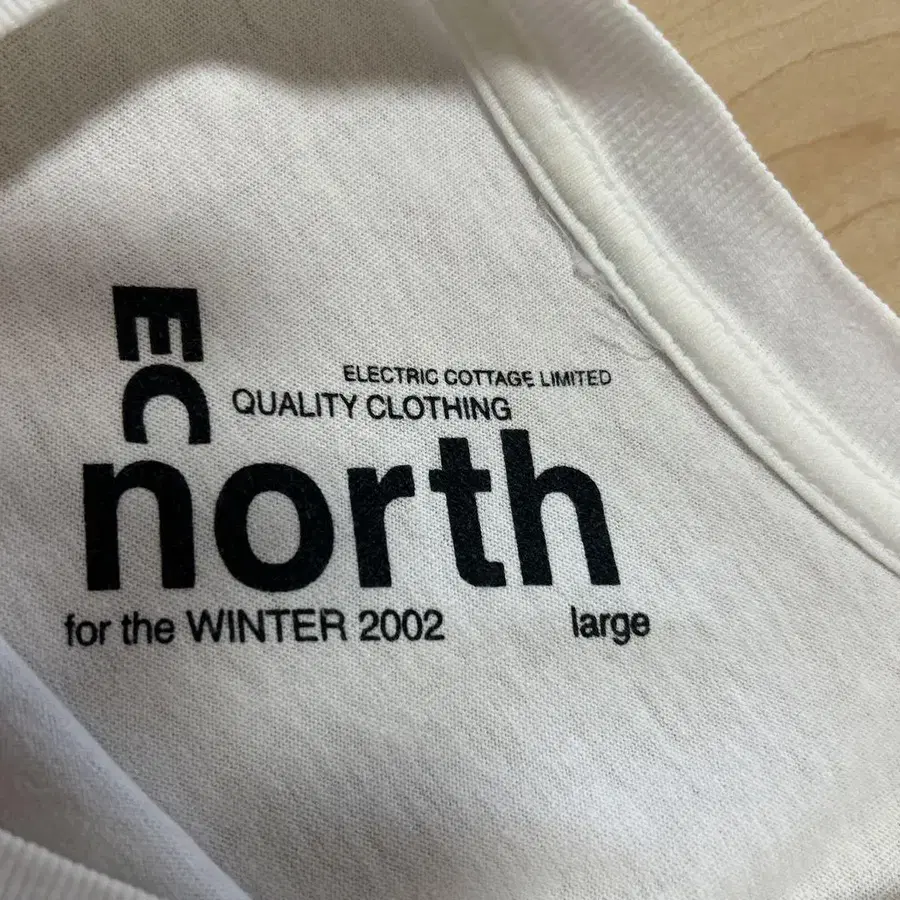 EC
ELECTRIC COTTAGE LIMITED
QUALITY CLOTHING
north
for the WINTER 2002 large